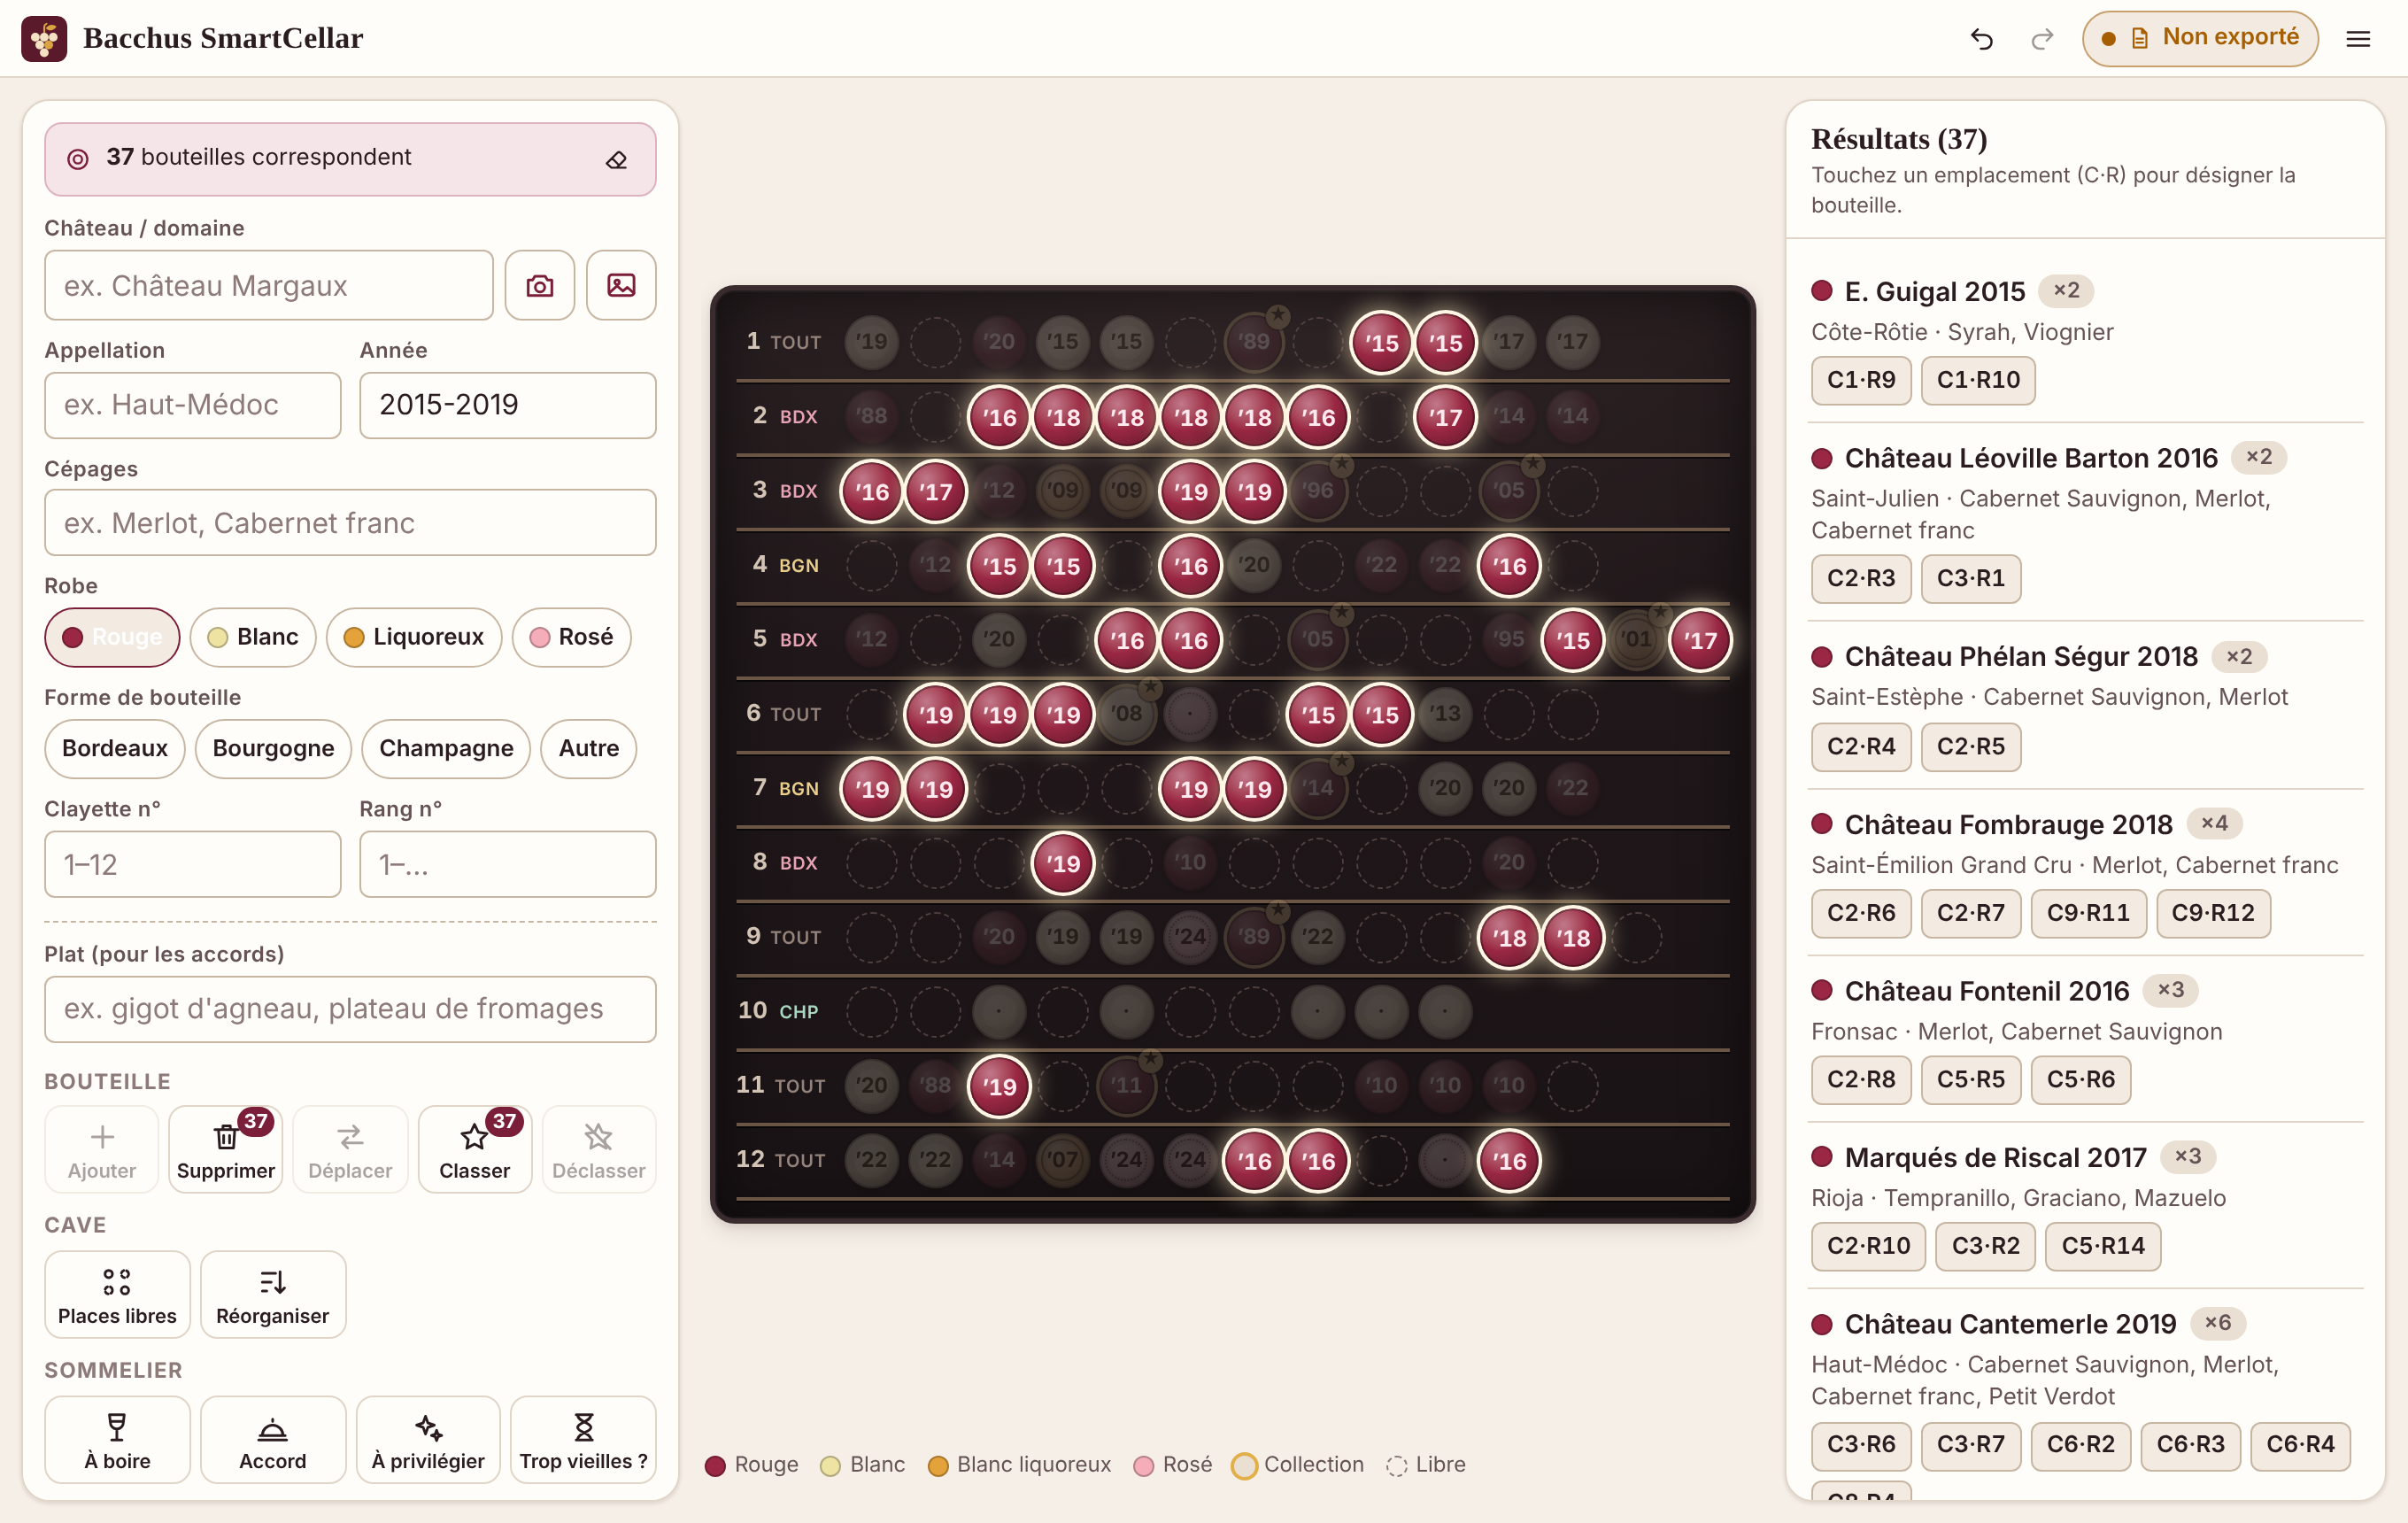 Bacchus SmartCellar
Non exporté
37 bouteilles correspondent
Château / domaine
ex. Château Margaux
Appellation
Année
ex. Haut-Médoc
2015-2019
Cépages
ex. Merlot, Cabernet franc
Robe
Rouge
Blanc
Liquoreux
Rosé
Forme de bouteille
Bordeaux
Bourgogne
Champagne
Autre
Clayette n°
Rang n°
1–12
1–...
Plat (pour les accords)
ex. gigot d'agneau, plateau de fromages
BOUTEILLE
Ajouter
37
Supprimer
Déplacer
37
Classer
Déclasser
CAVE
Places libres
Réorganiser
SOMMELIER
À boire
Accord
À privilégier
Trop vieilles ?
1 TOUT '19 '20 '15 '15 '89 '15 '15 '17 '17
2 BDX '88 '16 '18 '18 '18 '18 '16 '17 '14 '14
3 BDX '16 '17 '12 '09 '09 '19 '19 '96 '05
4 BGN '12 '15 '15 '16 '20 '22 '22 '16
5 BDX '12 '20 '16 '16 '05 '95 '15 '01 '17
6 TOUT '19 '19 '19 '08 · '15 '15 '13
7 BGN '19 '19 '19 '19 '14 '20 '20 '22
8 BDX '19 '10 '20
9 TOUT '20 '19 '19 '24 '89 '22 '18 '18
10 CHP · · · · ·
11 TOUT '20 '88 '19 '11 '10 '10 '10
12 TOUT '22 '22 '14 '07 '24 '24 '16 '16 · '16
Rouge
Blanc
Blanc liquoreux
Rosé
Collection
Libre
Résultats (37)
Touchez un emplacement (C·R) pour désigner la
bouteille.
E. Guigal 2015 ×2
Côte-Rôtie · Syrah, Viognier
C1·R9 C1·R10
Château Léoville Barton 2016 ×2
Saint-Julien · Cabernet Sauvignon, Merlot,
Cabernet franc
C2·R3 C3·R1
Château Phélan Ségur 2018 ×2
Saint-Estèphe · Cabernet Sauvignon, Merlot
C2·R4 C2·R5
Château Fombrauge 2018 ×4
Saint-Émilion Grand Cru · Merlot, Cabernet franc
C2·R6 C2·R7 C9·R11 C9·R12
Château Fontenil 2016 ×3
Fronsac · Merlot, Cabernet Sauvignon
C2·R8 C5·R5 C5·R6
Marqués de Riscal 2017 ×3
Rioja · Tempranillo, Graciano, Mazuelo
C2·R10 C3·R2 C5·R14
Château Cantemerle 2019 ×6
Haut-Médoc · Cabernet Sauvignon, Merlot,
Cabernet franc, Petit Verdot
C3·R6 C3·R7 C6·R2 C6·R3 C6·R4
C8·R4